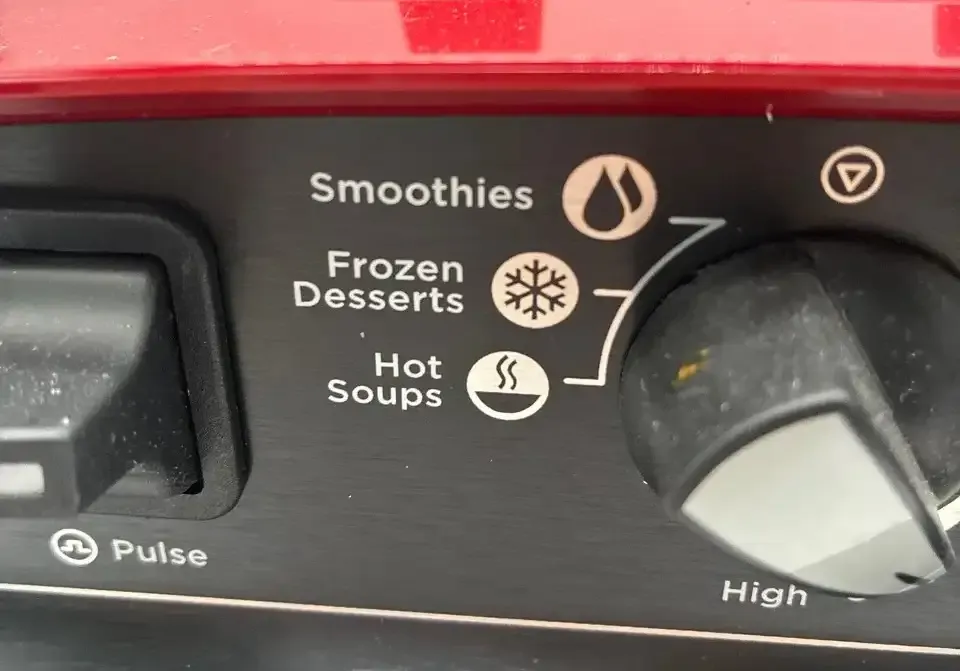 Smoothies
Frozen
Desserts
Hot
Soups
Pulse
High